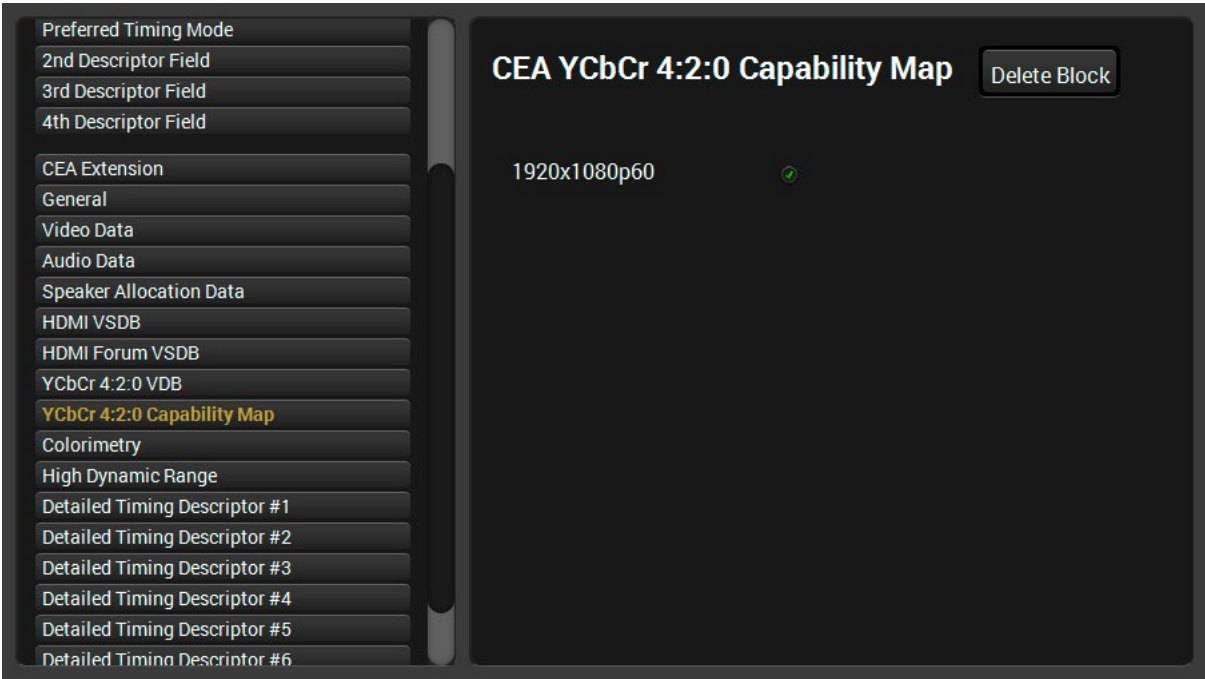 Preferred Timing Mode
2nd Descriptor Field
3rd Descriptor Field
4th Descriptor Field
CEA Extension
General
Video Data
Audio Data
Speaker Allocation Data
HDMI VSDB
HDMI Forum VSDB
YCbCr 4:2:0 VDB
YCbCr 4:2:0 Capability Map
Colorimetry
High Dynamic Range
Detailed Timing Descriptor #1
Detailed Timing Descriptor #2
Detailed Timing Descriptor #3
Detailed Timing Descriptor #4
Detailed Timing Descriptor #5
Detailed Timing Descriptor #6
CEA YCbCr 4:2:0 Capability Map
Delete Block
1920x1080p60